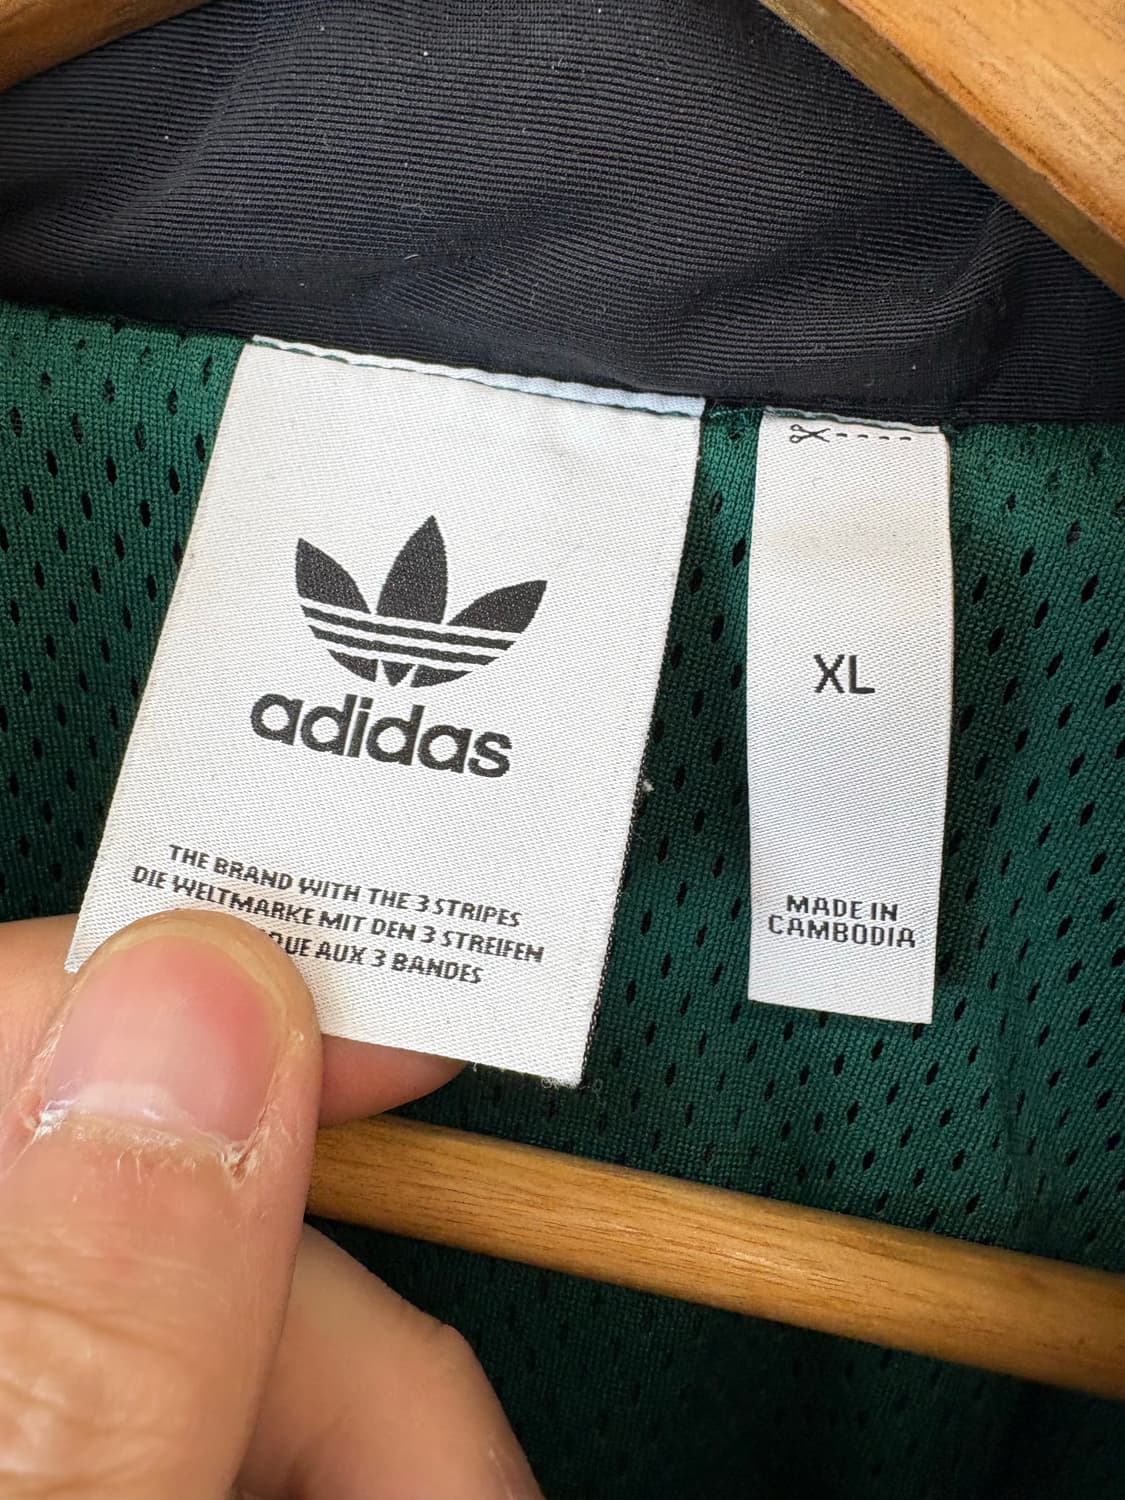 adidas
THE BRAND WITH THE 3 STRIPES
DIE WELTMARKE MIT DEN 3 STREIFEN
AUX 3 BANDES
XL
MADE IN
CAMBODIA